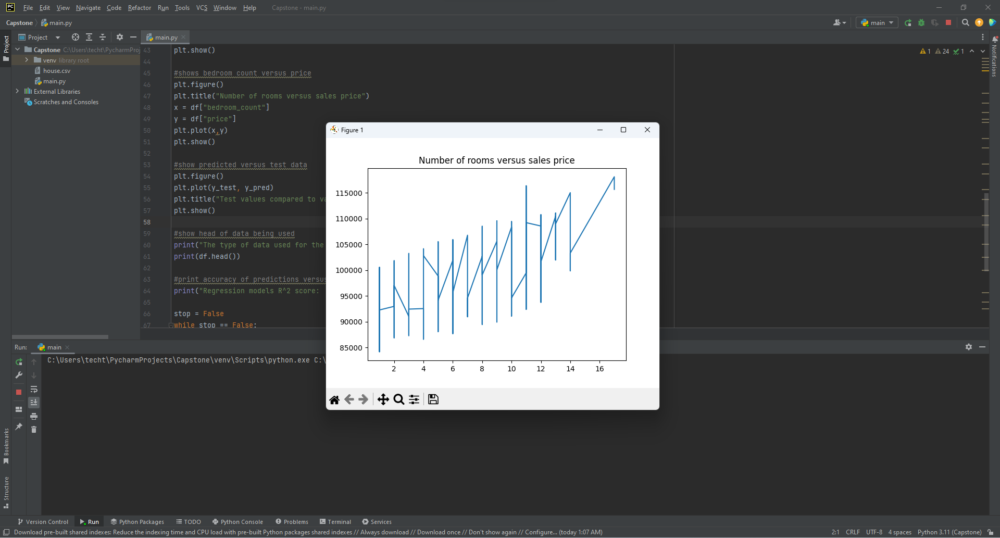 PC File Edit View Navigate Code Refactor Run Tools VCS Window Help Capstone - main.py
Capstone main.py main
Project main.py
Project
Capstone C:\Users\techt\PycharmProj
venv library root
house.csv
main.py
External Libraries
Scratches and Consoles
1 24 1
Notifications
43 plt.show()
44
45 #shows bedroom count versus price
46 plt.figure()
47 plt.title("Number of rooms versus sales price")
48 x = df["bedroom_count"]
49 y = df["price"]
50 plt.plot(x,y)
51 plt.show()
52
53 #show predicted versus test data
54 plt.figure()
55 plt.plot(y_test, y_pred)
56 plt.title("Test values compared to va
57 plt.show()
58
59 #show head of data being used
60 print("The type of data used for the
61 print(df.head())
62
63 #print accuracy of predictions versus
64 print("Regression models R^2 score:
65
66 stop = False
67 while stop == False:
Figure 1
Number of rooms versus sales price
115000
110000
105000
100000
95000
90000
85000
2 4 6 8 10 12 14 16
Run: main
C:\Users\techt\PycharmProjects\Capstone\venv\Scripts\python.exe C:\
Bookmarks
Structure
Version Control Run Python Packages TODO Python Console Problems Terminal Services
Download pre-built shared indexes: Reduce the indexing time and CPU load with pre-built Python packages shared indexes // Always download // Download once // Don't show again // Configure... (today 1:07 AM) 2:1 CRLF UTF-8 4 spaces Python 3.11 (Capstone)